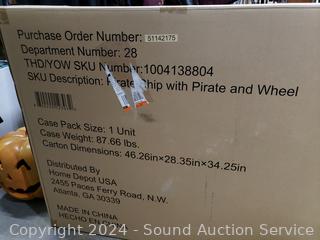 Purchase Order Number: 51142175
Department Number: 28
THD/YOW SKU Number:1004138804
SKU Description: Pirate Ship with Pirate and Wheel
Case Pack Size: 1 Unit
Case Weight: 87.66 lbs.
Carton Dimensions: 46.26in×28.35in×34.25in
Distributed By
Home Depot USA
2455 Paces Ferry Road, N.W.
Atlanta, GA 30339
MADE IN CHINA
HECHO EN
Copyright 2024 - Sound Auction Service